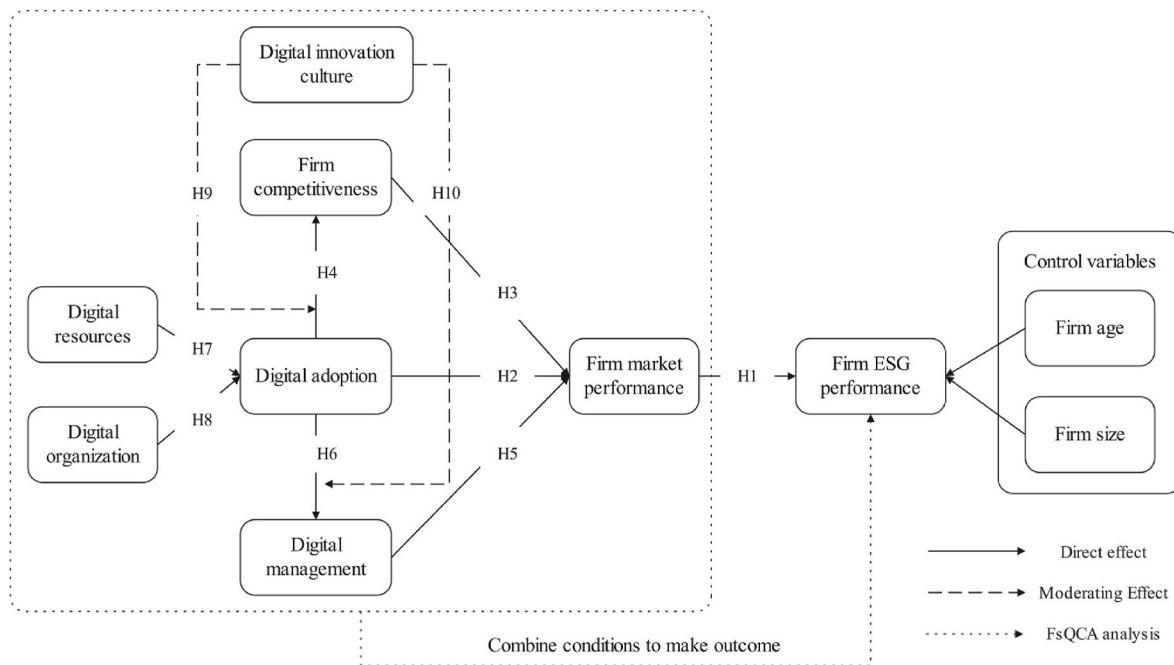 Digital innovation
culture
Firm
competitiveness
H9
H10
H4
H3
Digital
resources
H7
Digital adoption
H2
Firm market
performance
H1
Firm ESG
performance
Control variables
Firm age
Firm size
H8
Digital
organization
H6
H5
Digital
management
Direct effect
Moderating Effect
FsQCA analysis
Combine conditions to make outcome